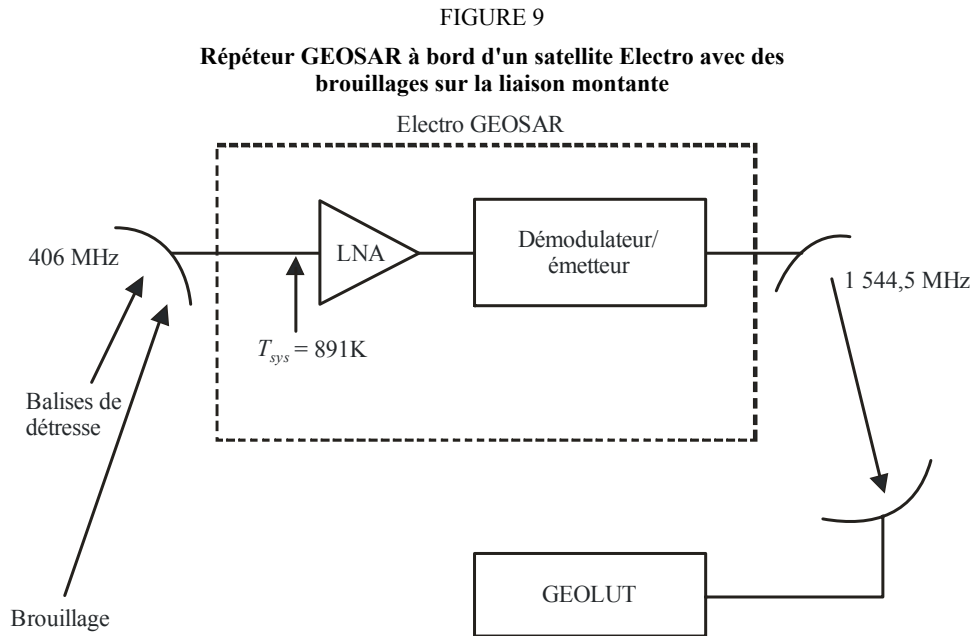 FIGURE 9
Répéteur GEOSAR à bord d'un satellite Electro avec des
brouillages sur la liaison montante
Electro GEOSAR
406 MHz
LNA
Démodulateur/
émetteur
1 544,5 MHz
T_sys = 891K
Balises de
détresse
GEOLUT
Brouillage